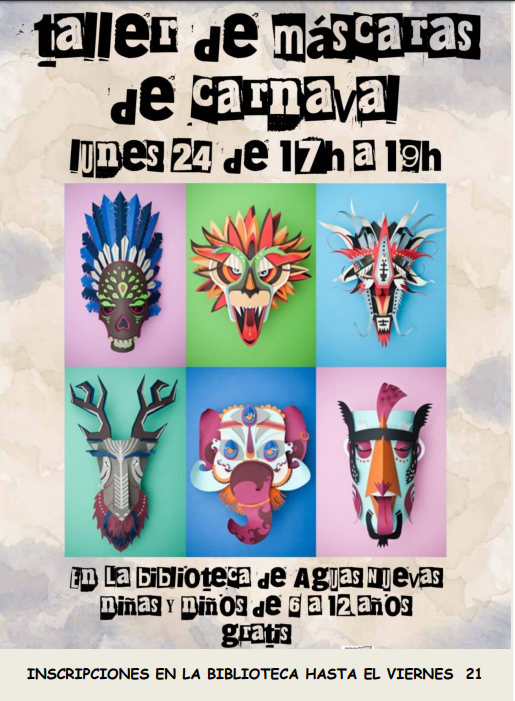 taller de máscaras
de carnaval
lunes 24 de 17h a 19h
En La biblioteca de Aguas Nuevas
niñas y niños de 6 a 12 años
gratis
INSCRIPCIONES EN LA BIBLIOTECA HASTA EL VIERNES 21